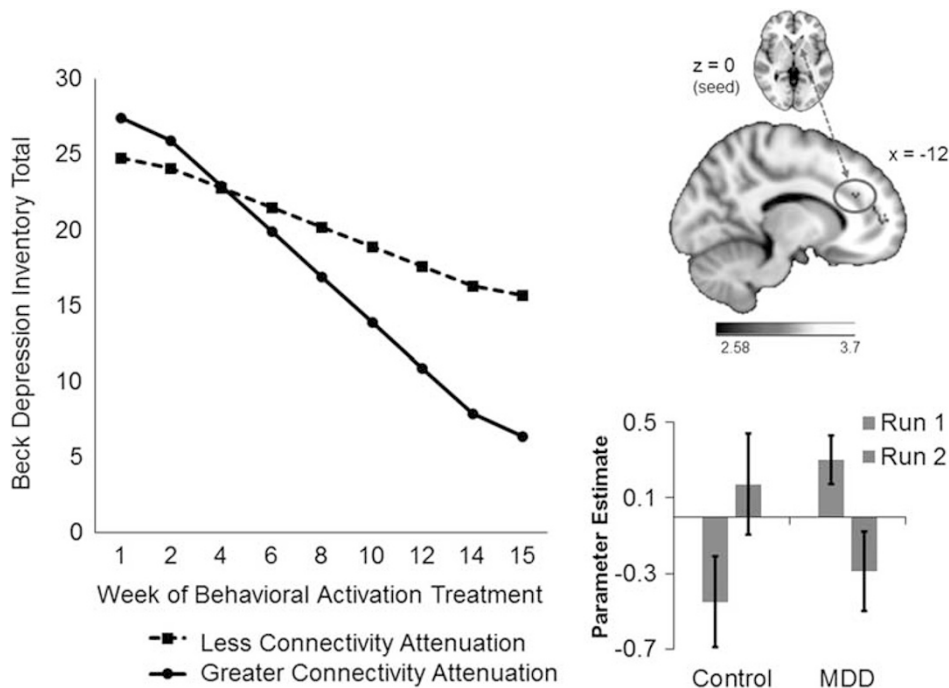 Beck Depression Inventory Total
30
25
20
15
10
5
0
1 2 4 6 8 10 12 14 15
Week of Behavioral Activation Treatment
Less Connectivity Attenuation
Greater Connectivity Attenuation
z = 0
(seed)
x = -12
2.58 3.7
Parameter Estimate
0.5
0.1
-0.3
-0.7
Run 1
Run 2
Control MDD